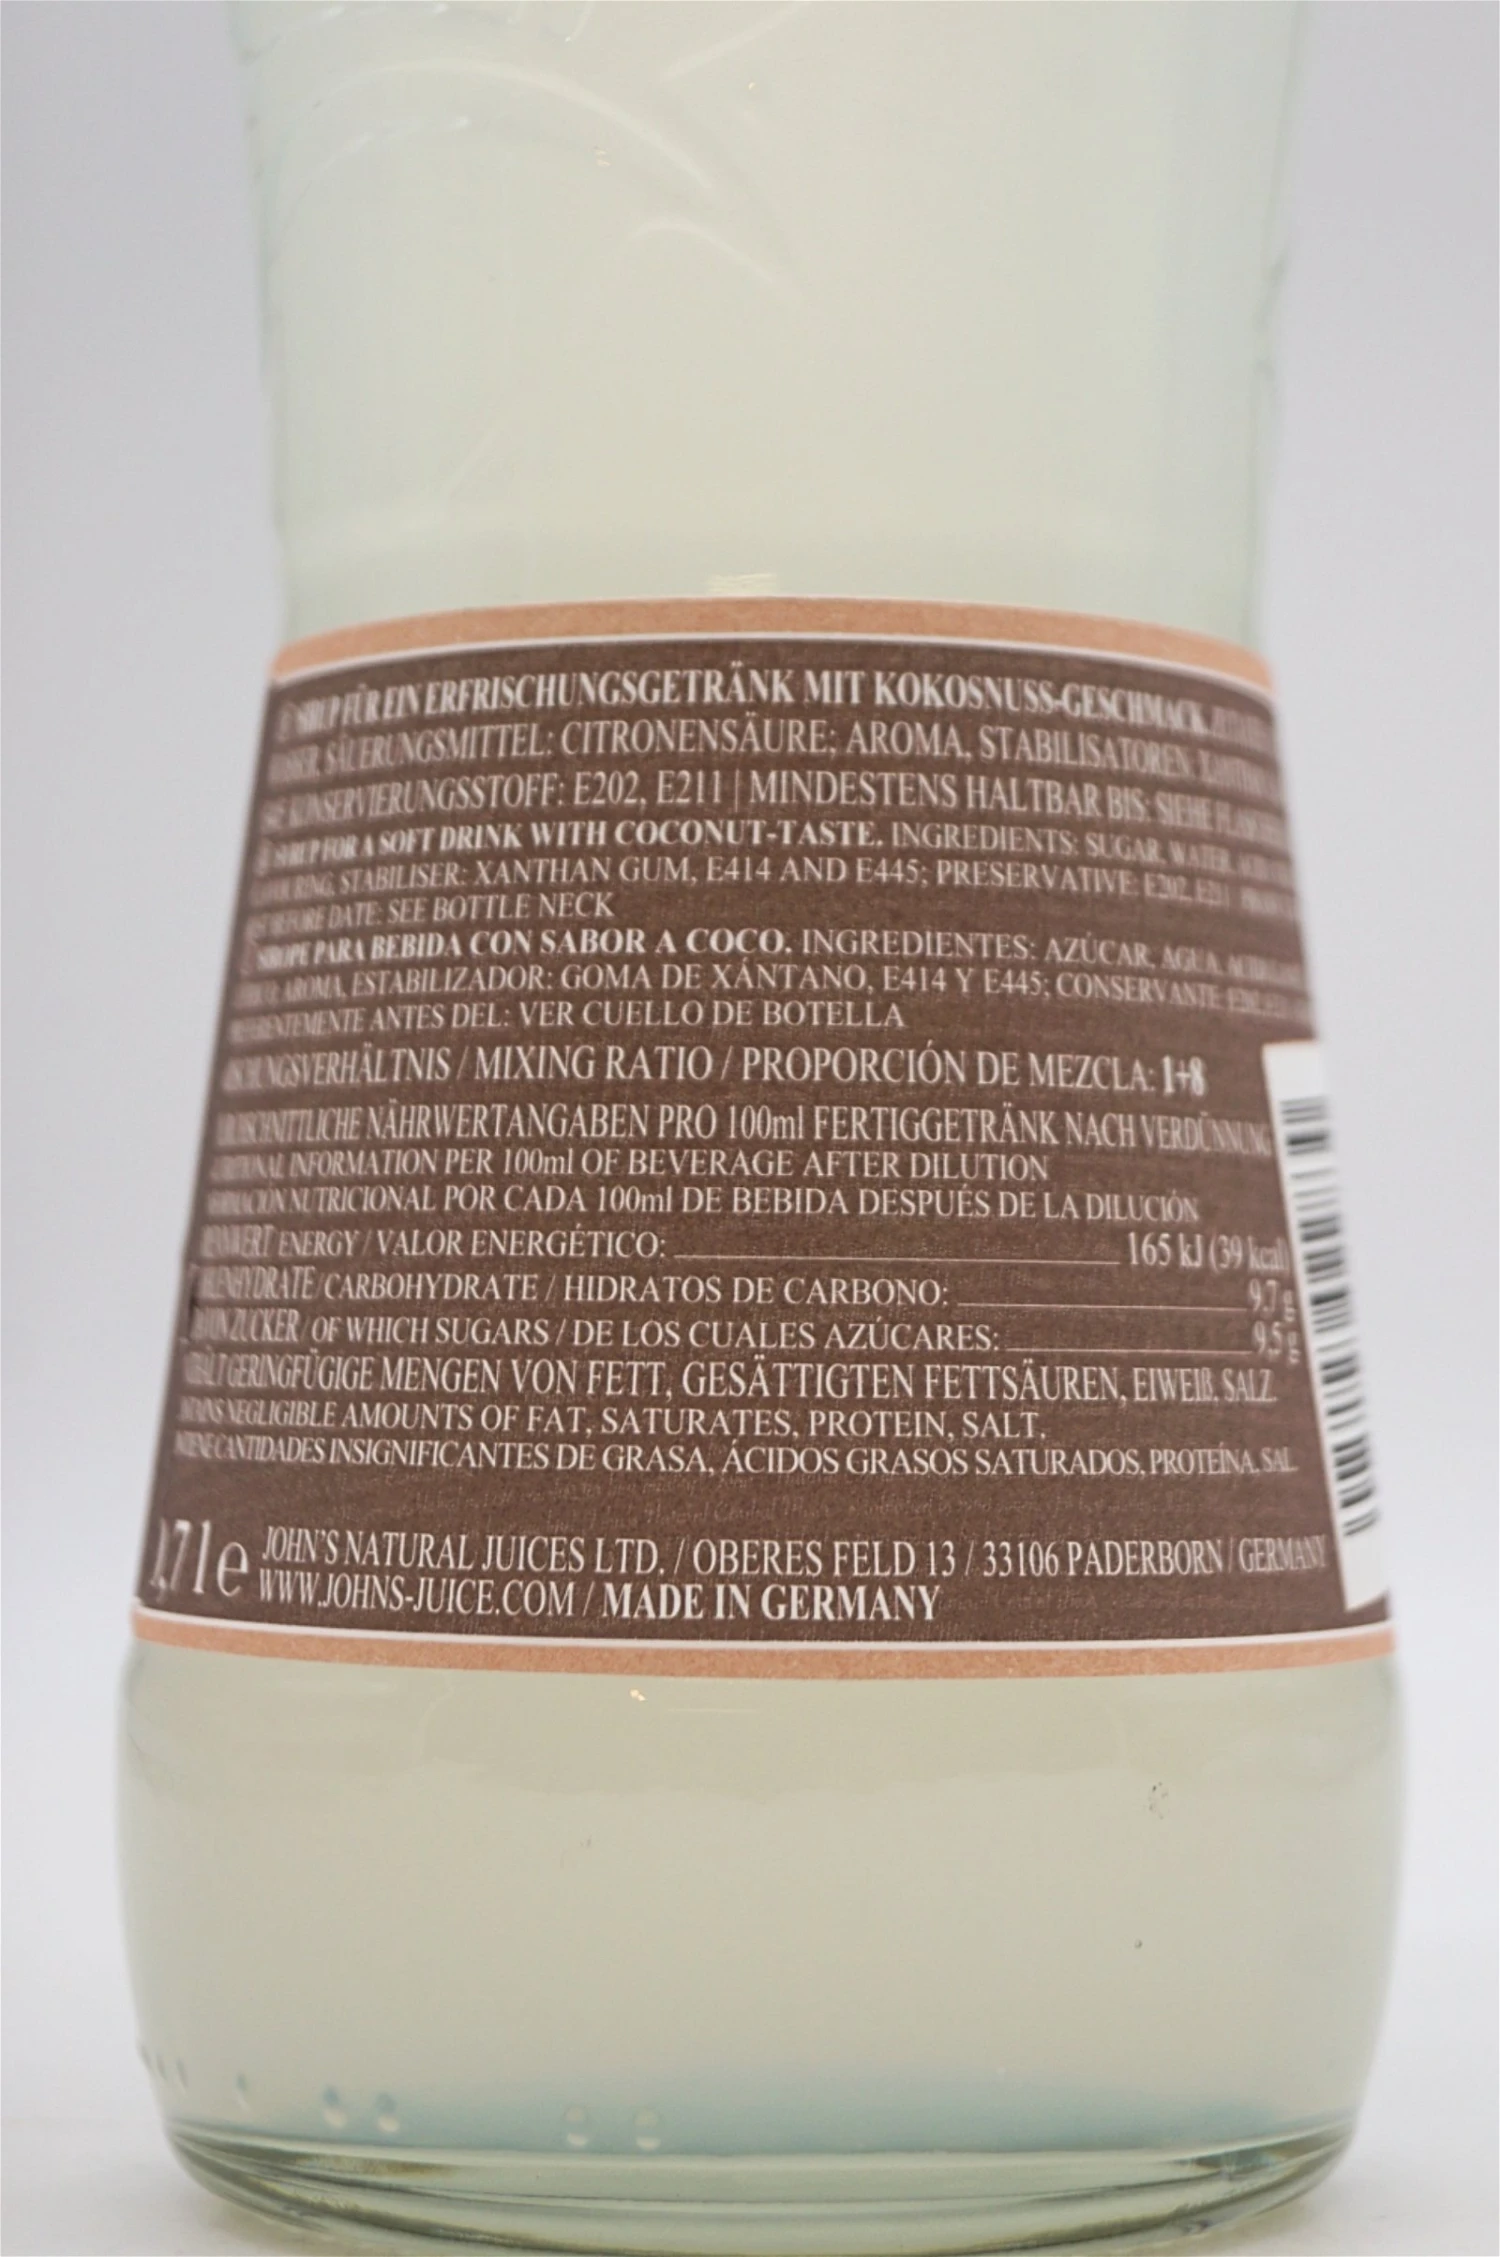 SIRUP FÜR EIN ERFRISCHUNGSGETRÄNK MIT KOKOSNUSS-GESCHMACK.
SÄUERUNGSMITTEL: CITRONENSÄURE; AROMA, STABILISATOREN:
KONSERVIERUNGSSTOFF: E202, E211 | MINDESTENS HALTBAR BIS: SIEHE
SYRUP FOR A SOFT DRINK WITH COCONUT-TASTE. INGREDIENTS: SUGAR, WATER,
STABILISER: XANTHAN GUM, E414 AND E445; PRESERVATIVE: E202, E211
BEFORE DATE: SEE BOTTLE NECK
SIROPE PARA BEBIDA CON SABOR A COCO. INGREDIENTES: AZÚCAR, AGUA,
AROMA, ESTABILIZADOR: GOMA DE XÁNTANO, E414 Y E445; CONSERVANTE
ANTES DEL: VER CUELLO DE BOTELLA
/ MIXING RATIO / PROPORCIÓN DE MEZCLA: 1+8
NÄHRWERTANGABEN PRO 100ml FERTIGGETRÄNK NACH VERDÜNNUNG
INFORMATION PER 100ml OF BEVERAGE AFTER DILUTION
NUTRICIONAL POR CADA 100ml DE BEBIDA DESPUÉS DE LA DILUCIÓN
ENERGY / VALOR ENERGÉTICO: 165 kJ (39 kcal)
/ CARBOHYDRATE / HIDRATOS DE CARBONO: 9.7 g
ZUCKER / OF WHICH SUGARS / DE LOS CUALES AZÚCARES: 9.5 g
GERINGFÜGIGE MENGEN VON FETT, GESÄTTIGTEN FETTSÄUREN, EIWEIß, SALZ.
NEGLIGIBLE AMOUNTS OF FAT, SATURATES, PROTEIN, SALT.
CANTIDADES INSIGNIFICANTES DE GRASA, ÁCIDOS GRASOS SATURADOS, PROTEÍNA, SAL
JOHN'S NATURAL JUICES LTD. / OBERES FELD 13 / 33106 PADERBORN / GERMANY
WWW.JOHNS-JUICE.COM / MADE IN GERMANY